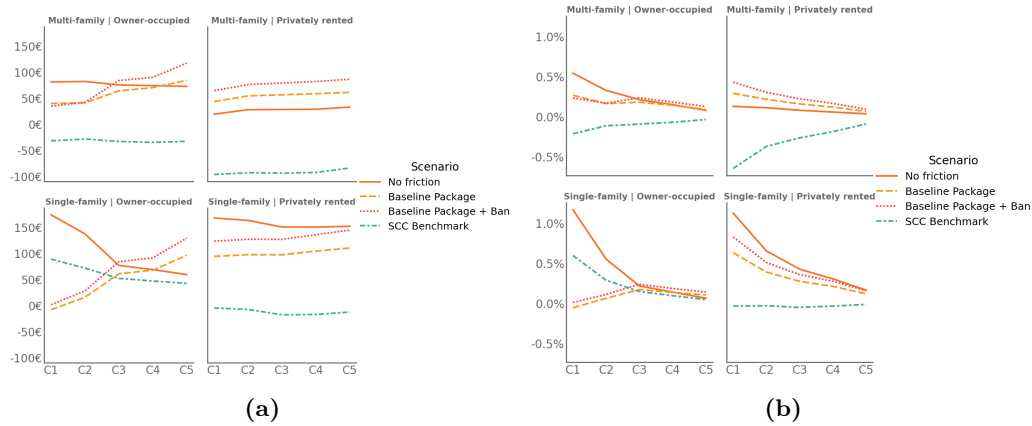 Multi-family | Owner-occupied
Multi-family | Privately rented
150€
100€
50€
0€
-50€
-100€
Single-family | Owner-occupied
Single-family | Privately rented
150€
100€
50€
0€
-50€
-100€
C1 C2 C3 C4 C5
C1 C2 C3 C4 C5
Scenario
No friction
Baseline Package
Baseline Package + Ban
SCC Benchmark
(a)
Multi-family | Owner-occupied
Multi-family | Privately rented
1.0%
0.5%
0.0%
-0.5%
Single-family | Owner-occupied
Single-family | Privately rented
1.0%
0.5%
0.0%
-0.5%
C1 C2 C3 C4 C5
C1 C2 C3 C4 C5
Scenario
No friction
Baseline Package
Baseline Package + Ban
SCC Benchmark
(b)